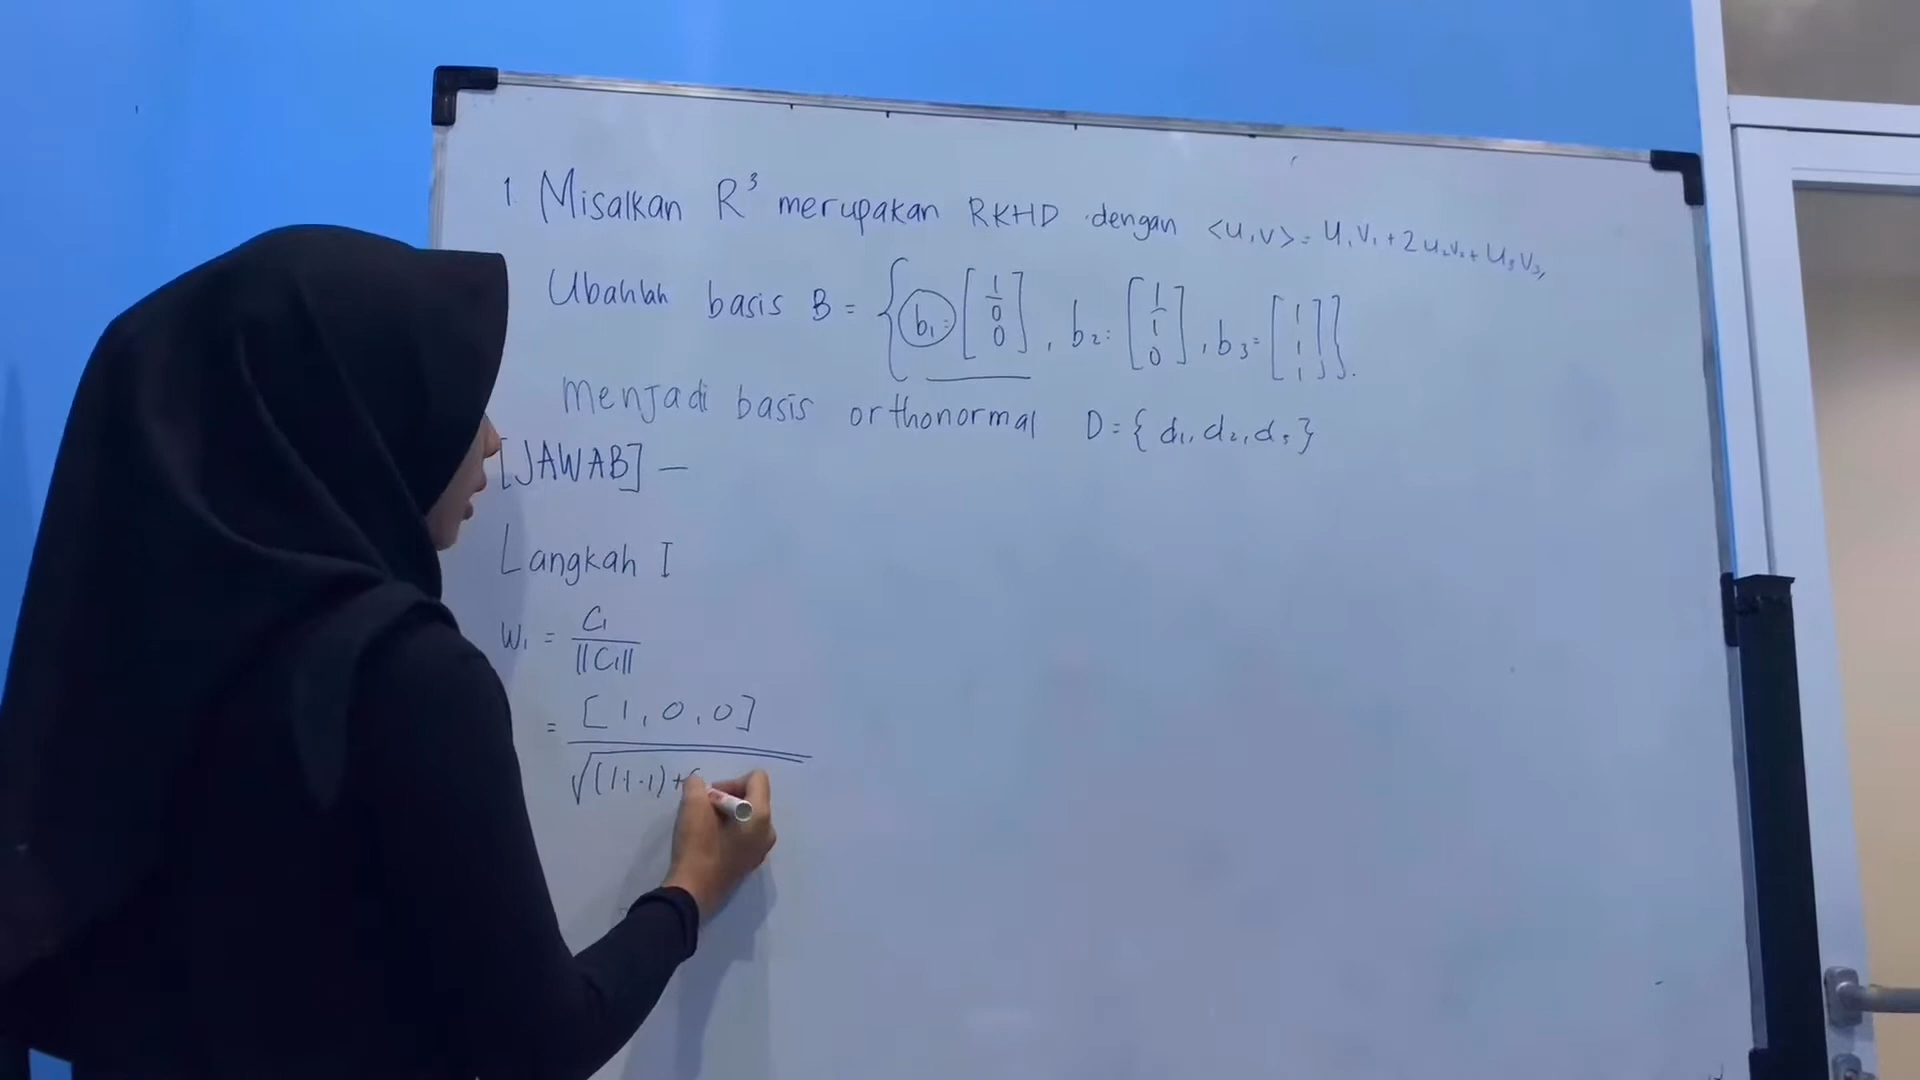 1. Misalkan R³ merupakan RKHD dengan <u,v> = u₁v₁ + 2u₂v₂ + u₃v₃,
Ubahlah basis B = { b₁= [1 0 0], b₂= [1 1 0], b₃= [1 1 1] }.
menjadi basis orthonormal D = { d₁, d₂, d₃ }
[JAWAB] –
Langkah I
W₁ = C₁ / ||C₁||
= [1, 0, 0] / √(1·1·1) + (